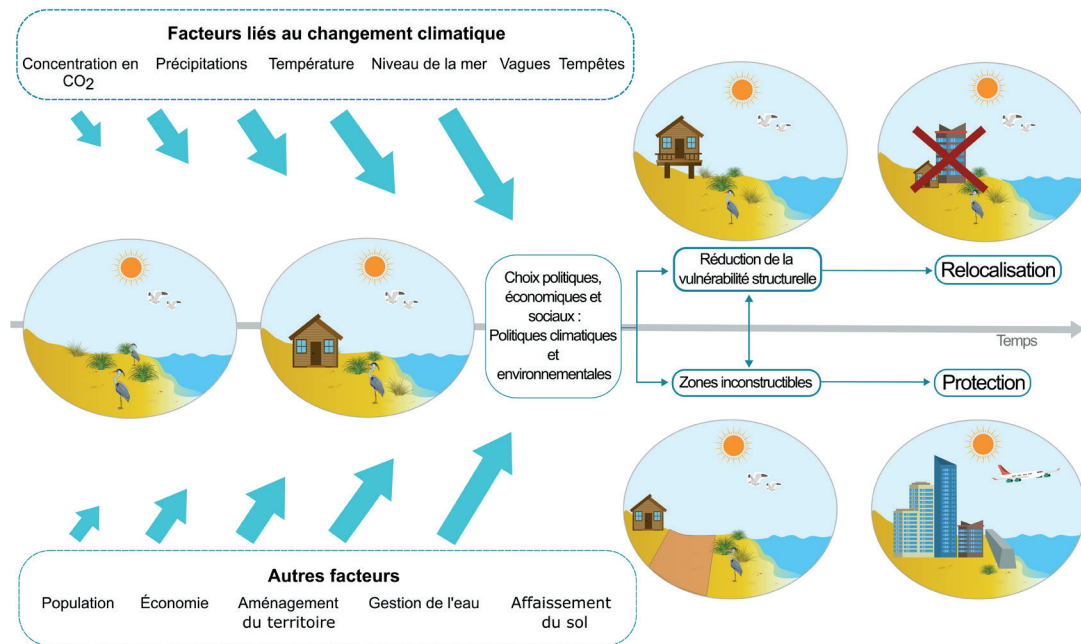 Facteurs liés au changement climatique
Concentration en
CO2
Précipitations
Température
Niveau de la mer
Vagues
Tempêtes
Choix politiques,
économiques et
sociaux :
Politiques climatiques
et
environnementales
Réduction de la
vulnérabilité structurelle
Relocalisation
Temps
Zones inconstructibles
Protection
Autres facteurs
Population
Économie
Aménagement
du territoire
Gestion de l'eau
Affaissement
du sol